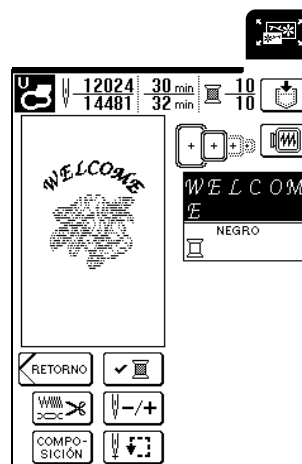 U
12024 30 min 10
14481 32 min 10
WELCOME
WELCOM
E
NEGRO
RETORNO
-/+
COMPO-
SICIÓN